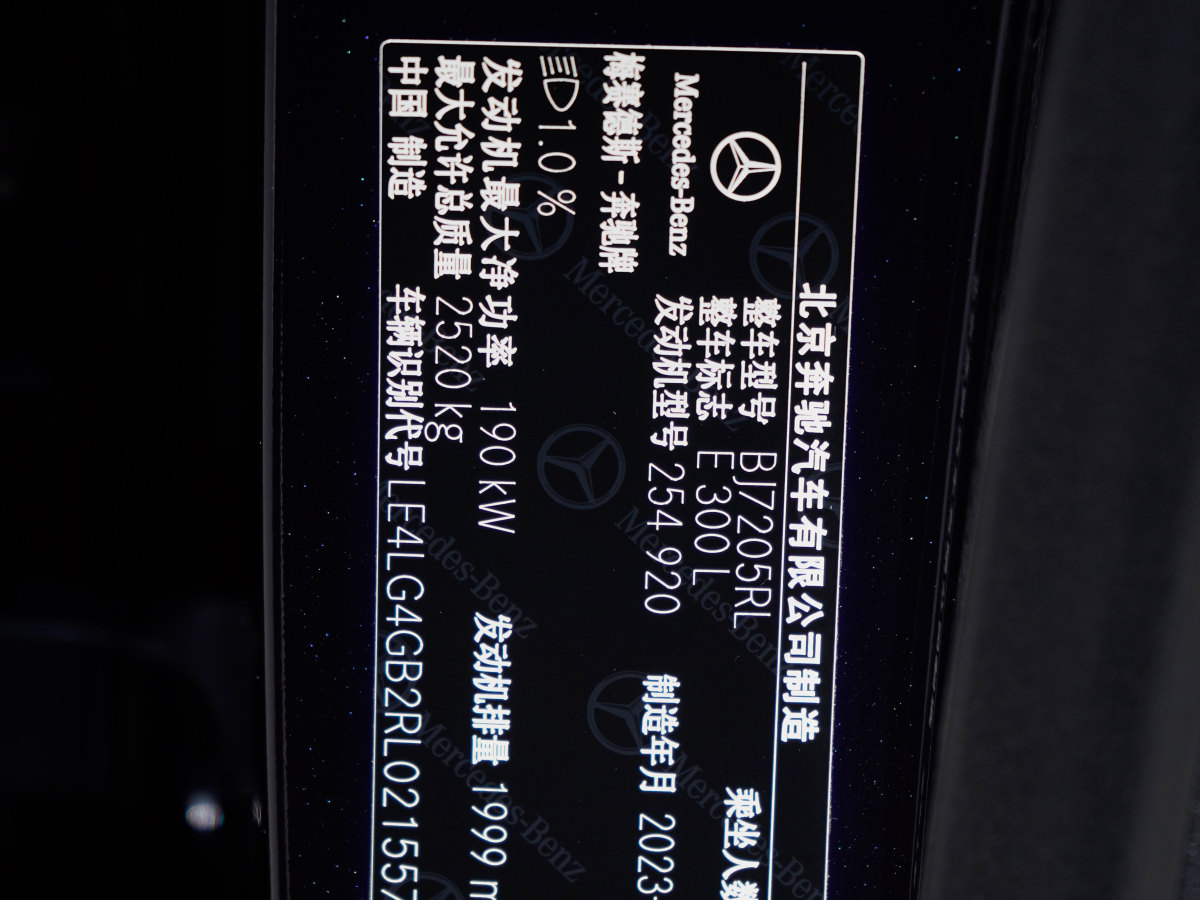 北京奔驰汽车有限公司制造
Mercedes-Benz
梅赛德斯-奔驰牌
整车型号 BJ7205RL
整车标志 E 300 L
乘坐人数
发动机型号 254 920
制造年月 2023-
1.0 %
发动机最大净功率 190 kW
发动机排量 1999 m
最大允许总质量 2520 kg
中国 制造
车辆识别代号 LE4LG4GB2RL021557